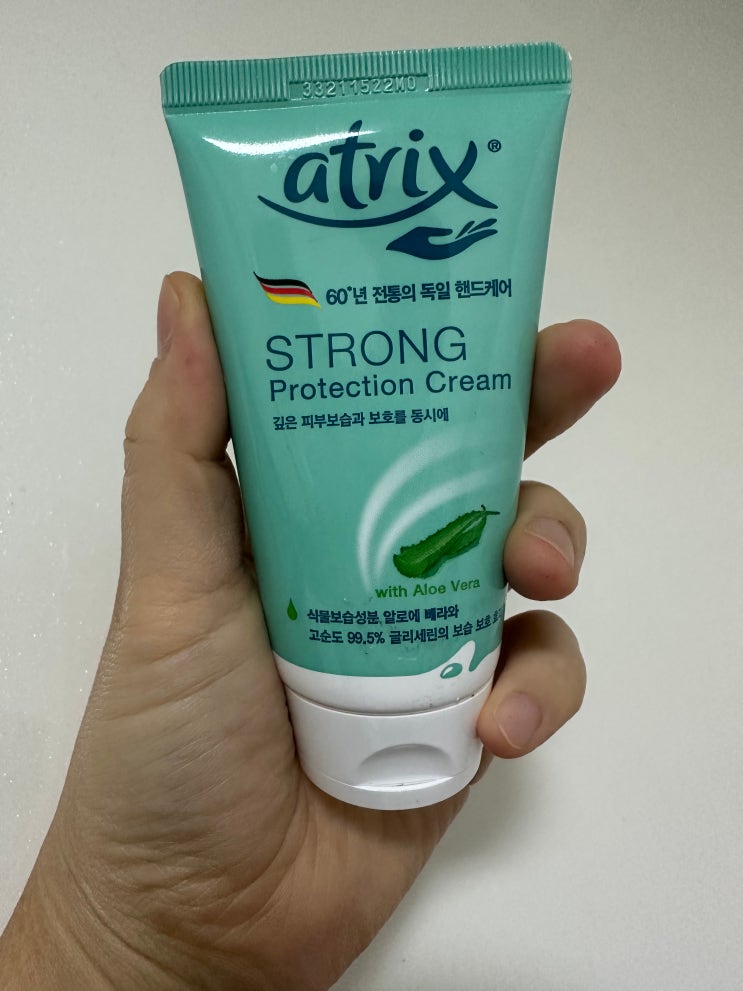 33211522M0
atrix®
60°년 전통의 독일 핸드케어
STRONG
Protection Cream
깊은 피부보습과 보호를 동시에
with Aloe Vera
식물보습성분 알로에 베라와
고순도 99.5% 글리세린의 보습 보호